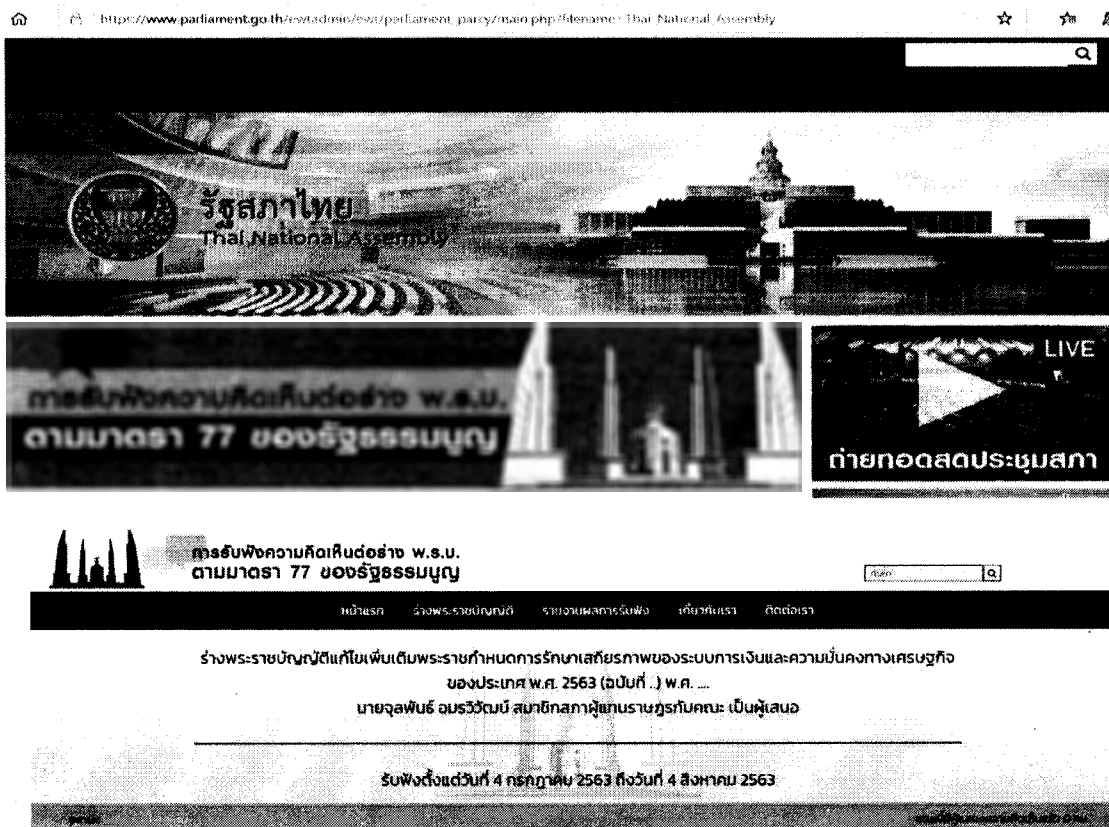 https://www.parliament.go.th/ewtadmin/ewt/parliament_parcy/main.php?filename=Thai_National_Assembly
รัฐสภาไทย
Thai National Assembly
การรับฟังความคิดเห็นต่อร่าง พ.ร.บ.
ตามมาตรา 77 ของรัฐธรรมนูญ
LIVE
ถ่ายทอดสดประชุมสภา
การรับฟังความคิดเห็นต่อร่าง พ.ร.บ.
ตามมาตรา 77 ของรัฐธรรมนูญ
หน้าแรก ร่างพระราชบัญญัติ รายงานผลการรับฟัง เกี่ยวกับเรา ติดต่อเรา
ร่างพระราชบัญญัติแก้ไขเพิ่มเติมพระราชกำหนดการรักษาเสถียรภาพของระบบการเงินและความมั่นคงทางเศรษฐกิจ
ของประเทศ พ.ศ. 2563 (ฉบับที่ ..) พ.ศ. ....
นายจุลพันธ์ อมรวิวัฒน์ สมาชิกสภาผู้แทนราษฎรกับคณะ เป็นผู้เสนอ
รับฟังตั้งแต่วันที่ 4 กรกฎาคม 2563 ถึงวันที่ 4 สิงหาคม 2563